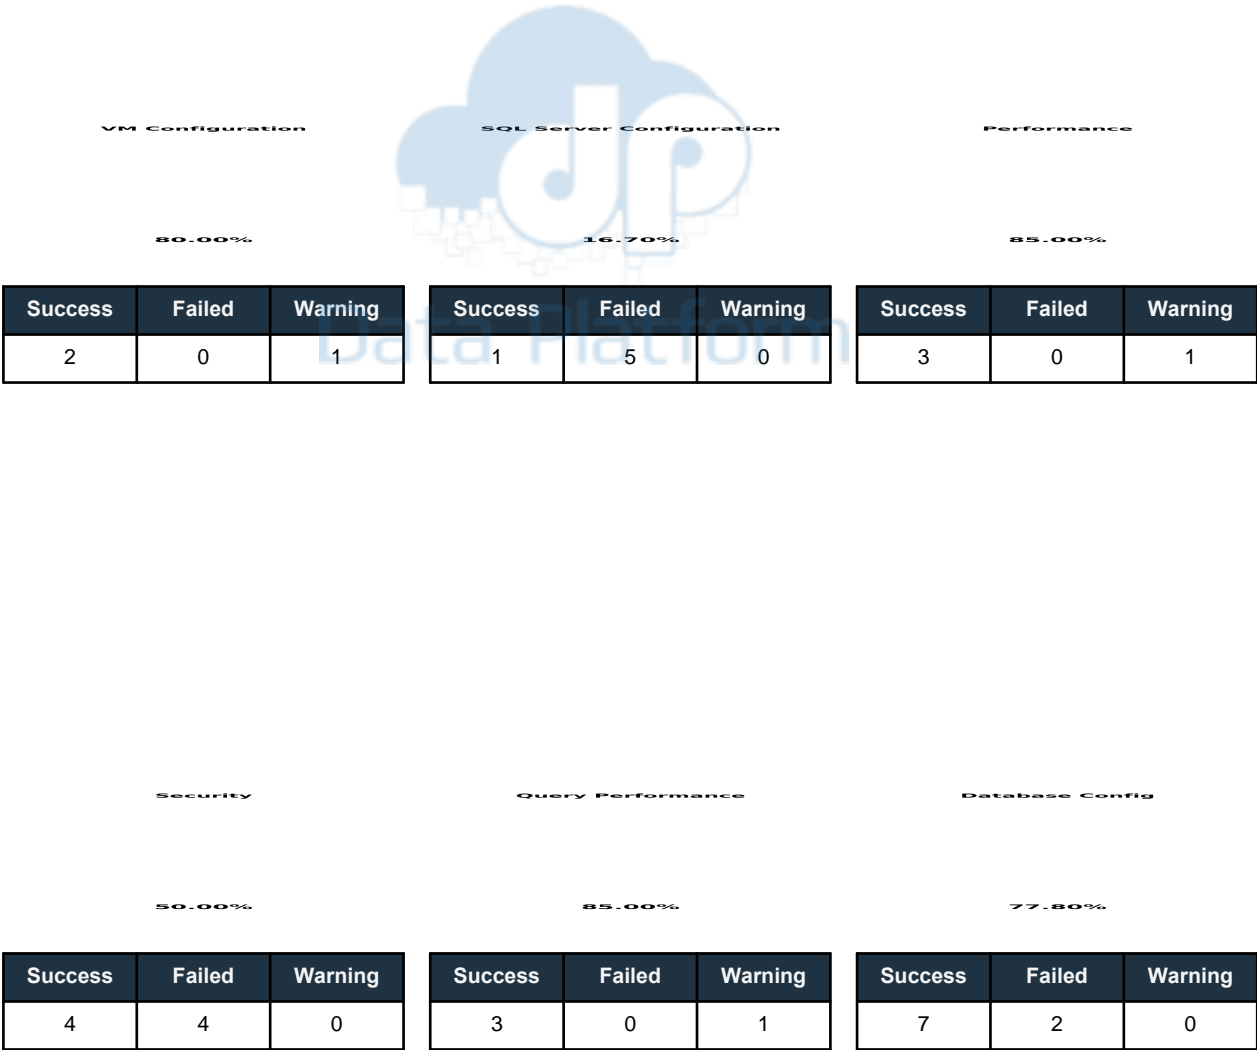 dp
VM Configuration SQL Server Configuration Performance
80.00% 16.70% 85.00%
Success Failed Warning Success Failed Warning Success Failed Warning
Data Platform
2 0 1 1 5 0 3 0 1
Security Query Performance Database Config
50.00% 85.00% 77.80%
Success Failed Warning Success Failed Warning Success Failed Warning
4 4 0 3 0 1 7 2 0